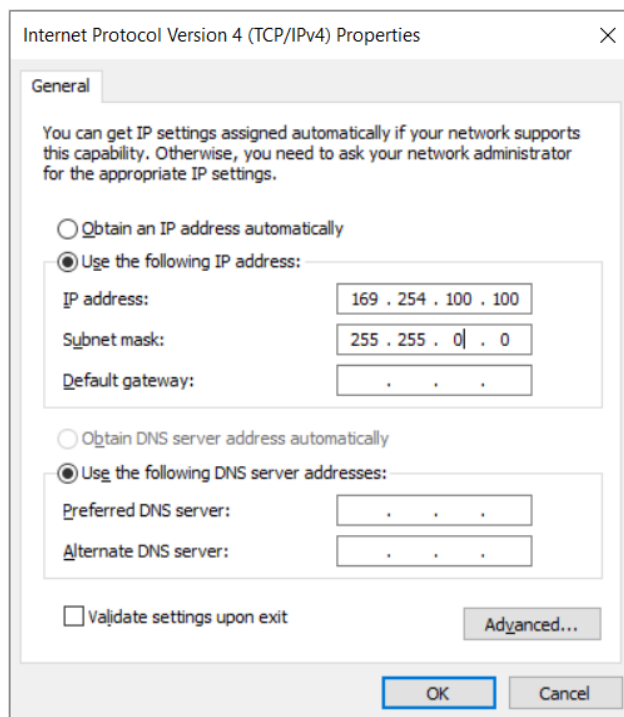 Internet Protocol Version 4 (TCP/IPv4) Properties
General
You can get IP settings assigned automatically if your network supports
this capability. Otherwise, you need to ask your network administrator
for the appropriate IP settings.
Obtain an IP address automatically
Use the following IP address:
IP address: 169 . 254 . 100 . 100
Subnet mask: 255 . 255 . 0 . 0
Default gateway: . . .
Obtain DNS server address automatically
Use the following DNS server addresses:
Preferred DNS server: . . .
Alternate DNS server: . . .
Validate settings upon exit
Advanced...
OK Cancel